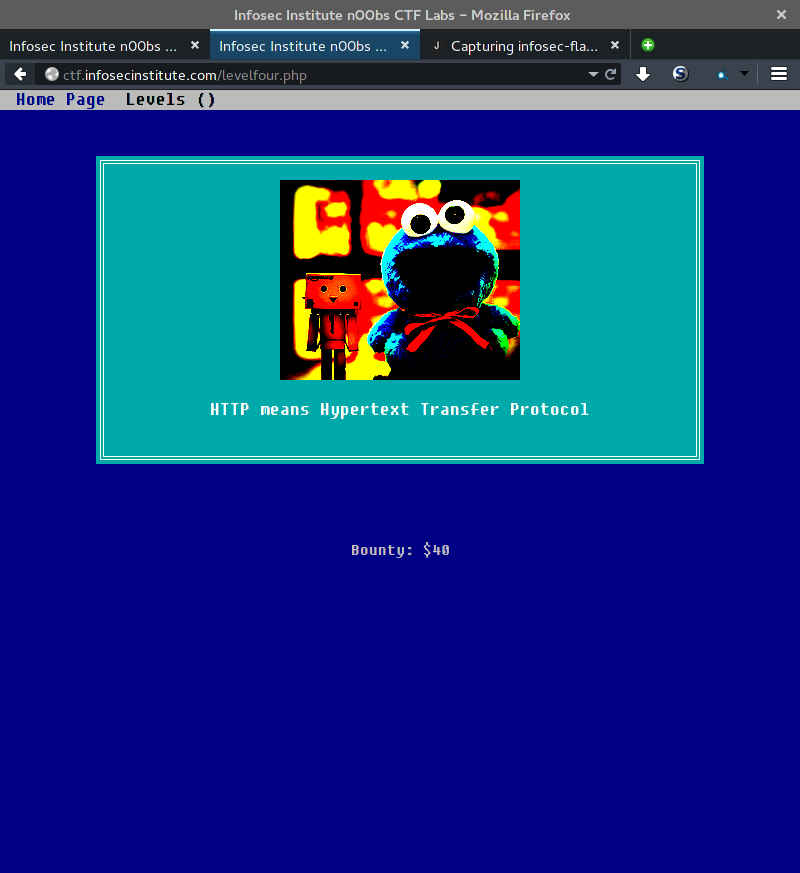 Infosec Institute n00bs CTF Labs - Mozilla Firefox
Infosec Institute n00bs ...
Infosec Institute n00bs ...
Capturing infosec-fla...
ctf.infosecinstitute.com/levelfour.php
Home Page Levels ()
HTTP means Hypertext Transfer Protocol
Bounty: $40